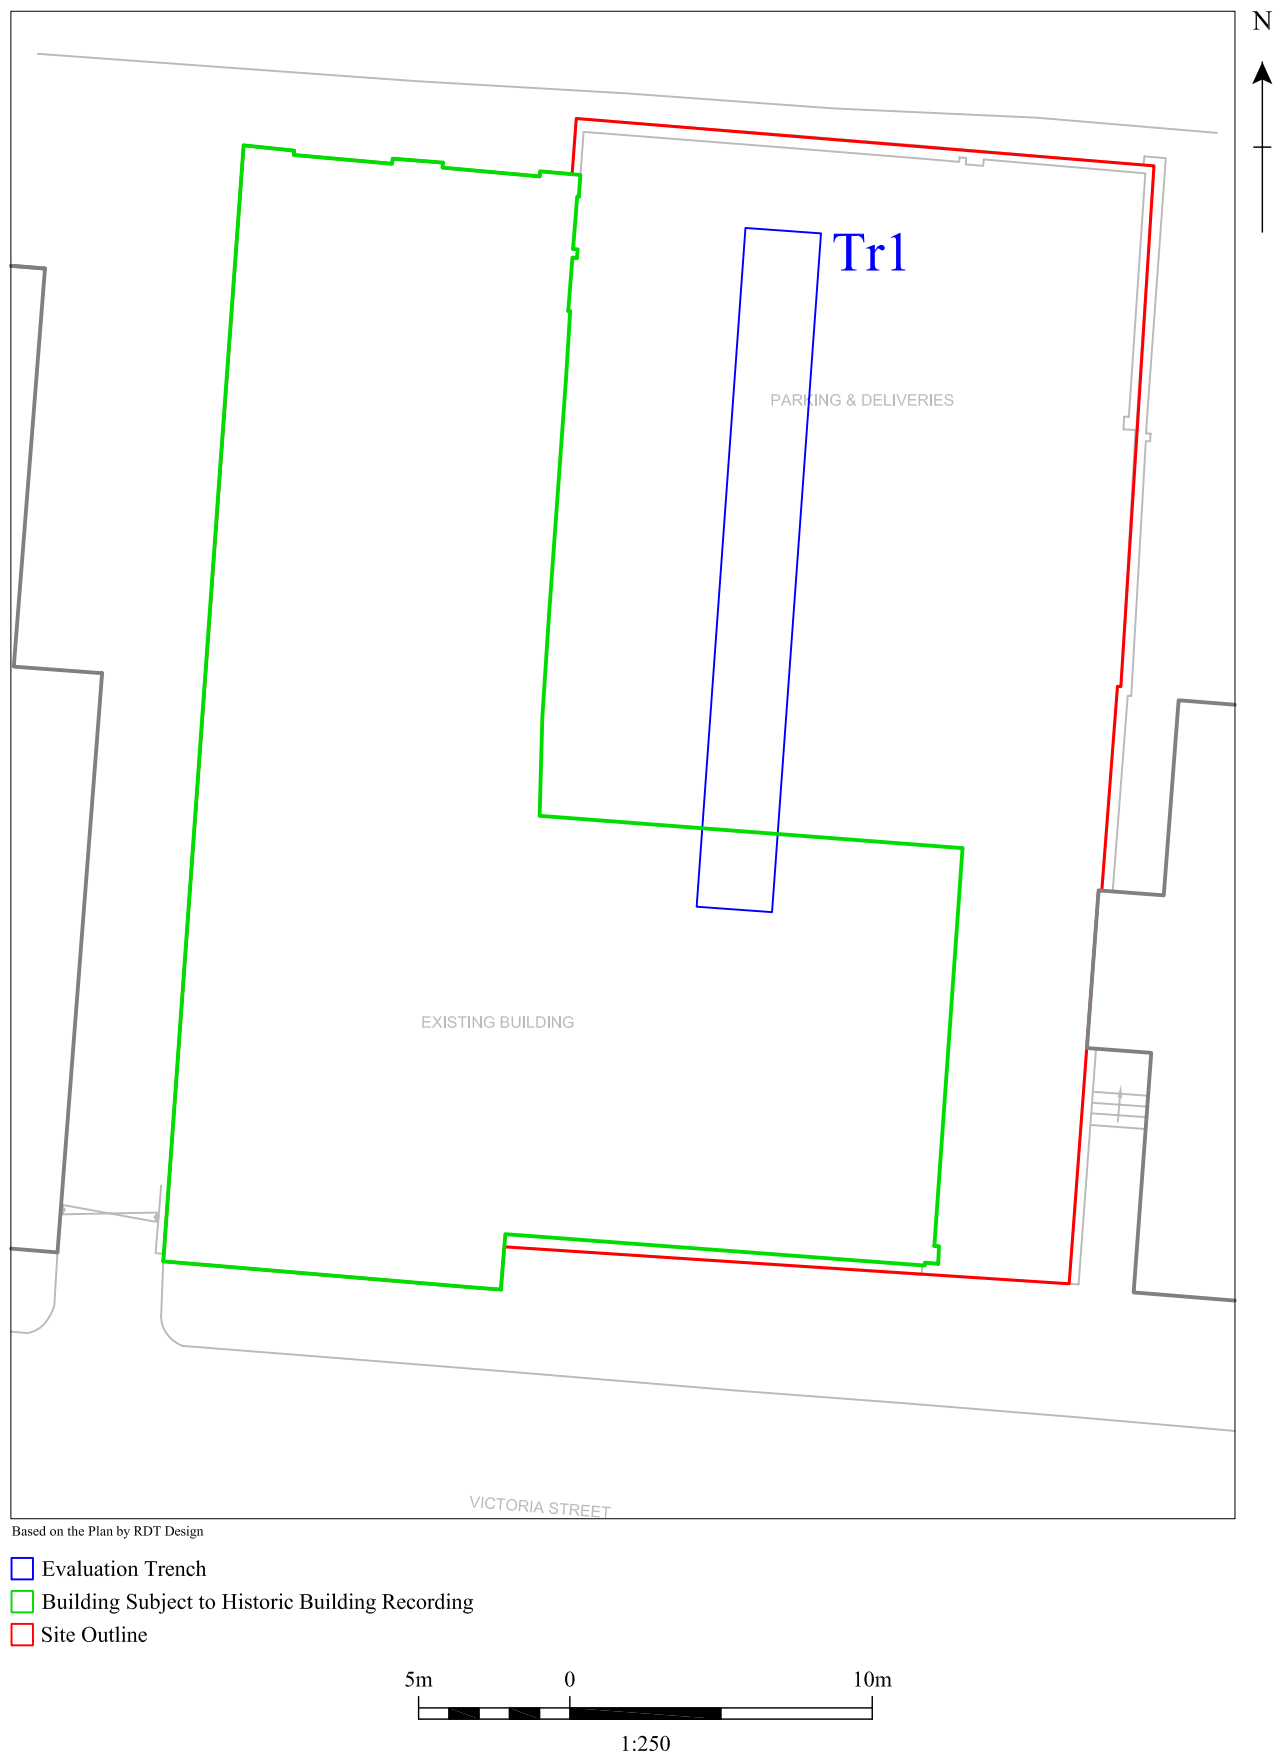 N
Tr1
PARKING & DELIVERIES
EXISTING BUILDING
VICTORIA STREET
Based on the Plan by RDT Design
Evaluation Trench
Building Subject to Historic Building Recording
Site Outline
5m 0 10m
1:250